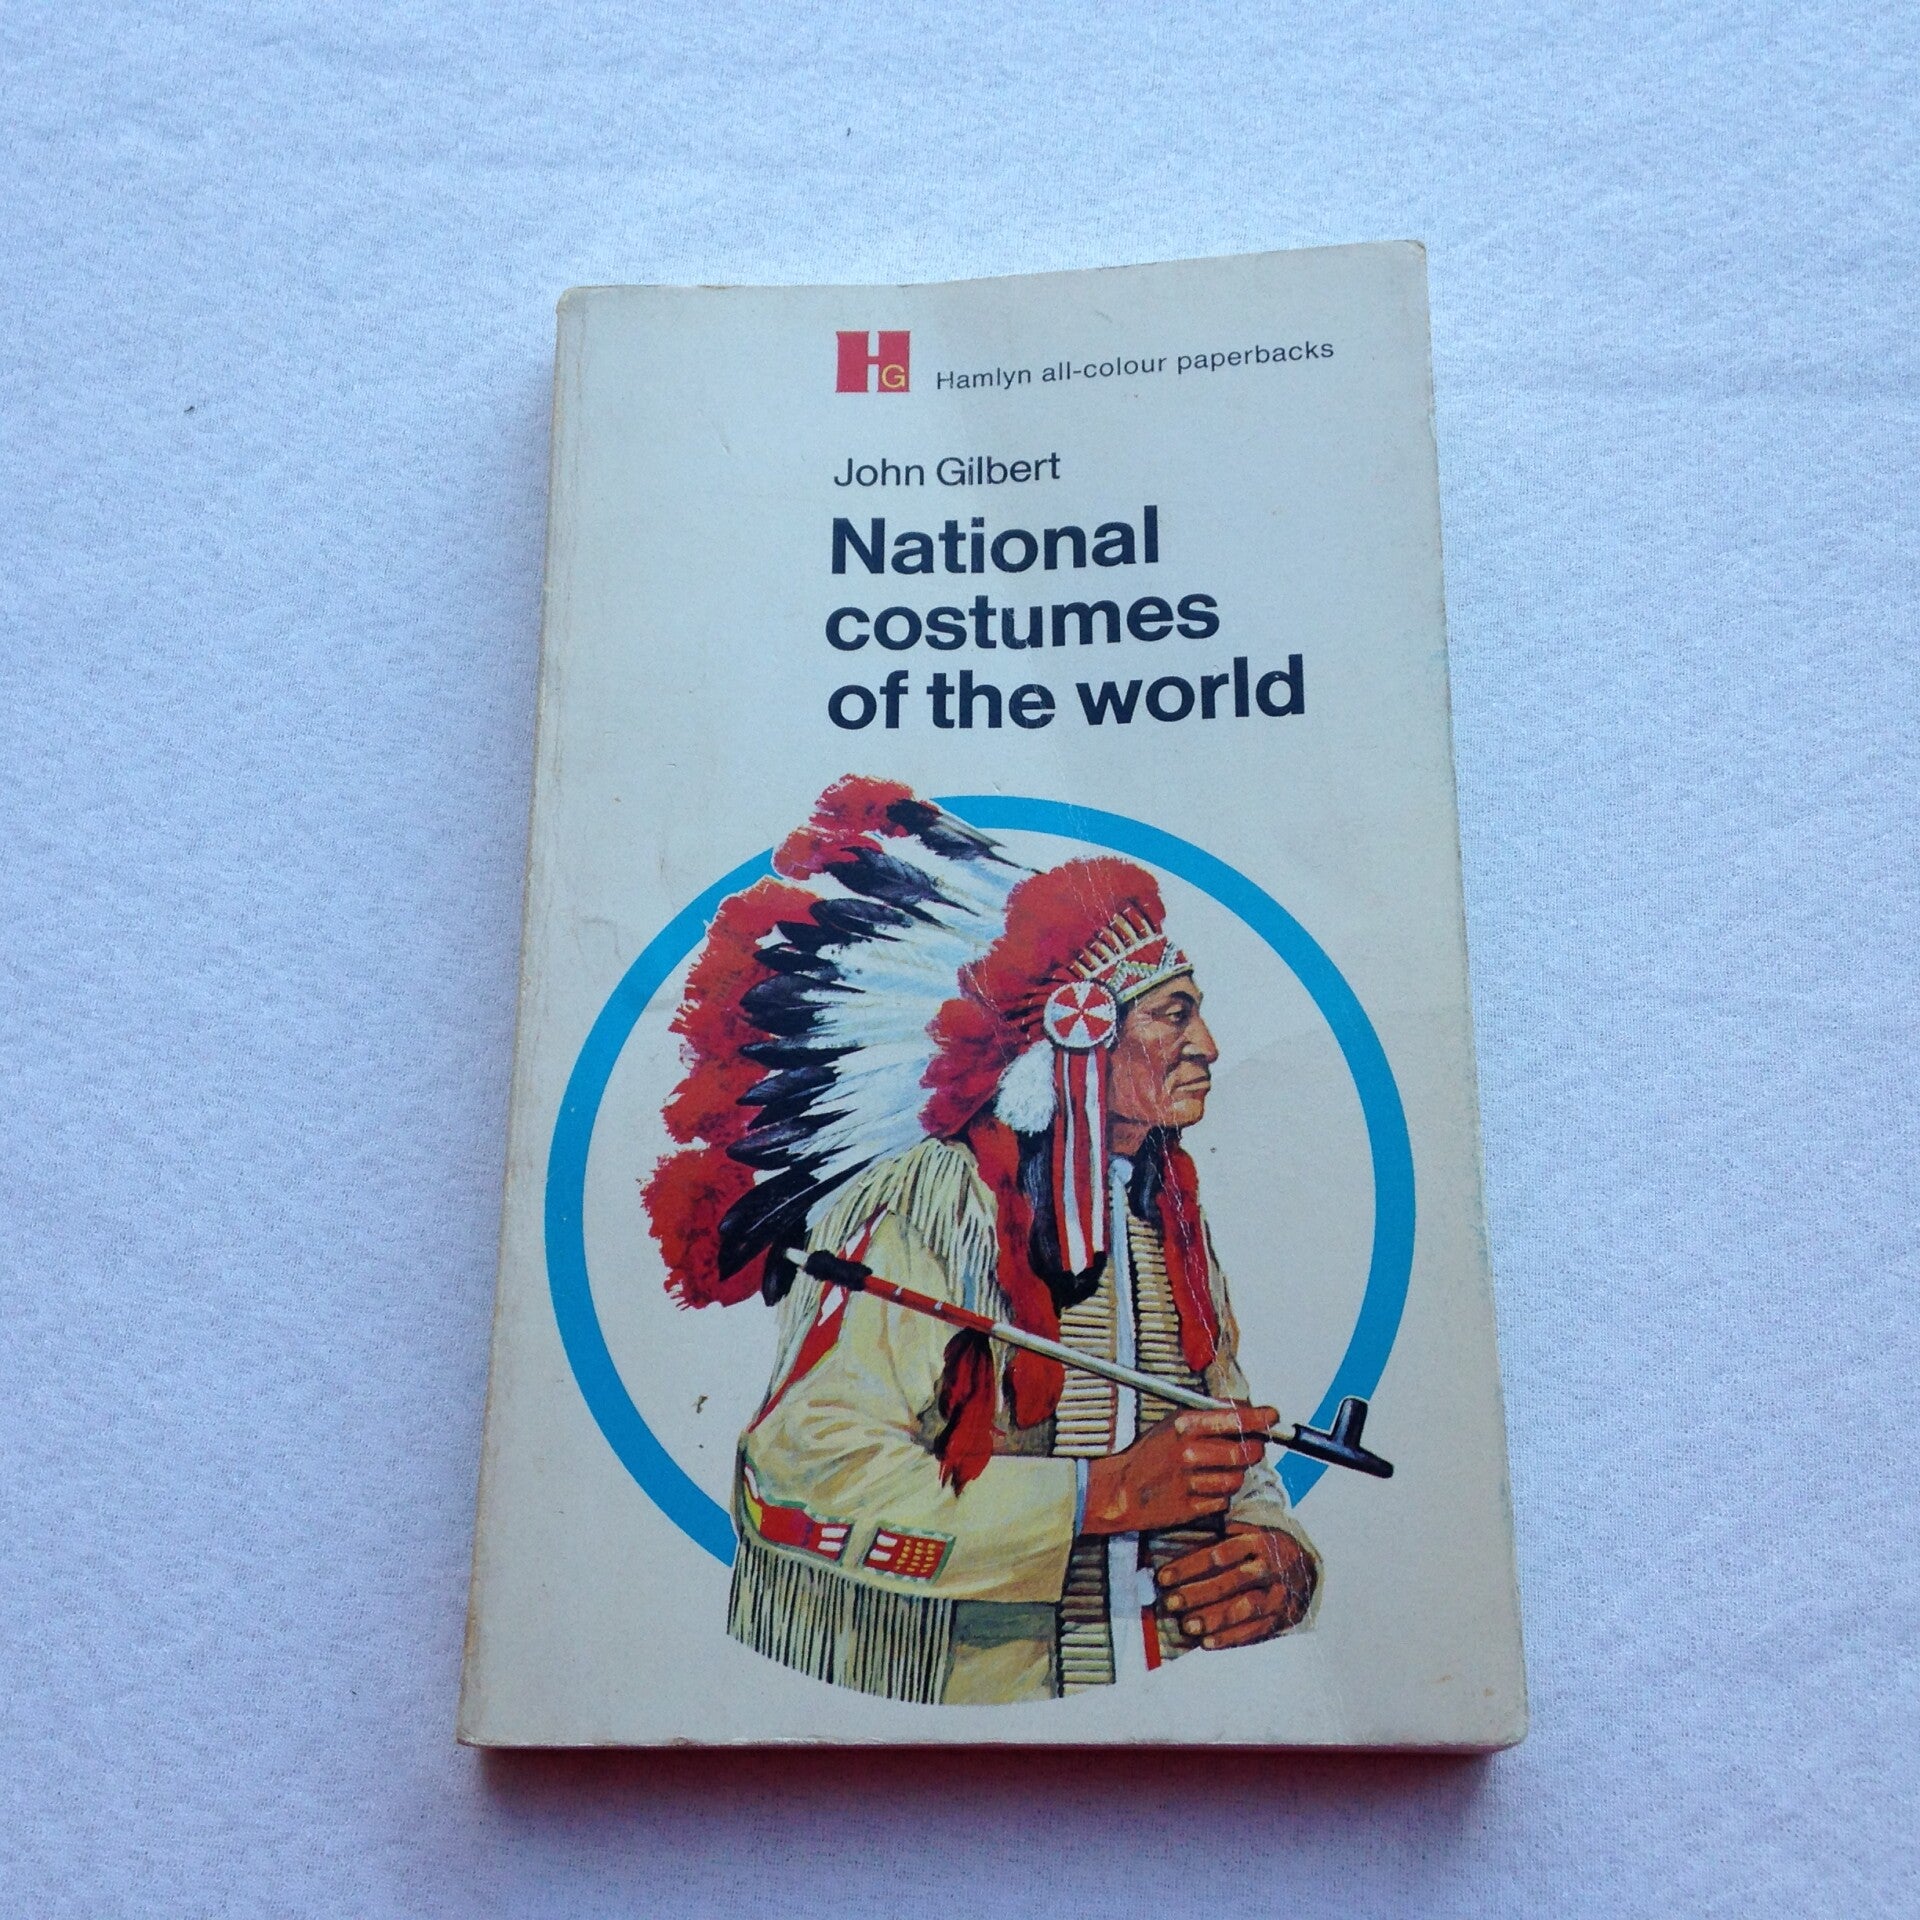 HG Hamlyn all-colour paperbacks
John Gilbert
National
costumes
of the world